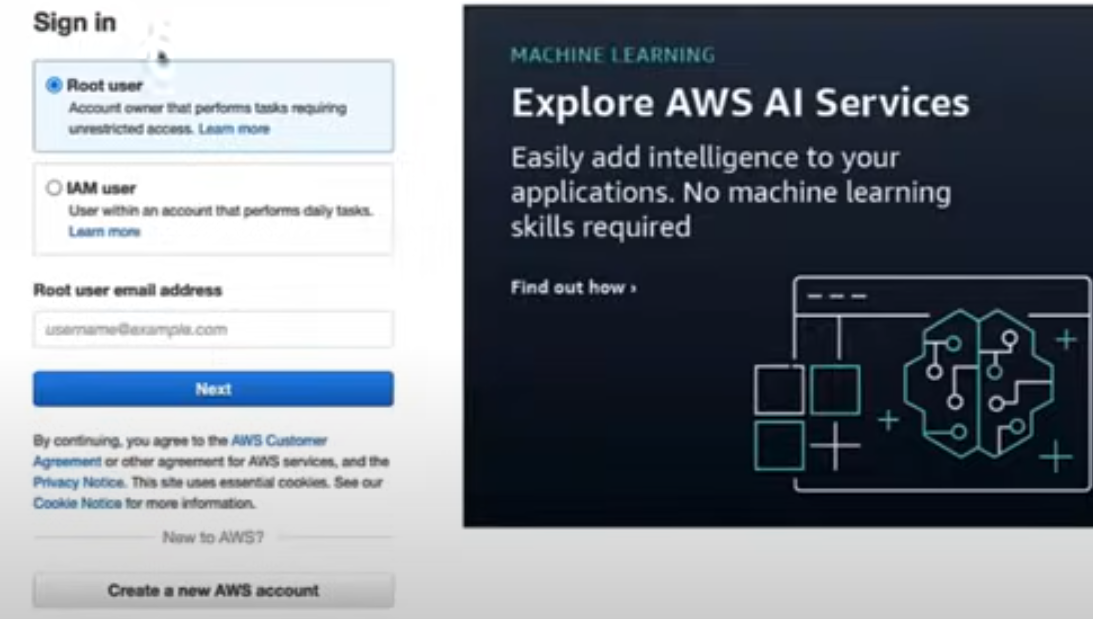 Sign in
Root user
Account owner that performs tasks requiring
unrestricted access. Learn more
IAM user
User within an account that performs daily tasks.
Learn more
Root user email address
username@example.com
Next
By continuing, you agree to the AWS Customer
Agreement or other agreement for AWS services, and the
Privacy Notice. This site uses essential cookies. See our
Cookie Notice for more information.
New to AWS?
Create a new AWS account
MACHINE LEARNING
Explore AWS AI Services
Easily add intelligence to your
applications. No machine learning
skills required
Find out how ›